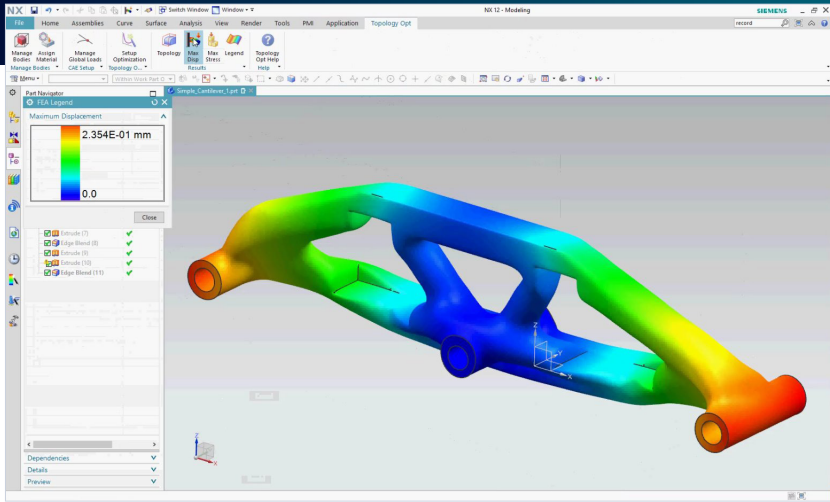 NX Switch Window Window NX 12 - Modeling SIEMENS
File Home Assemblies Curve Surface Analysis View Render Tools PMI Application Topology Opt record
Manage Bodies Assign Material Manage Global Loads Setup Optimization Topology Max Disp Max Stress Legend Topology Opt Help
Manage Bodies CAE Setup Topology O... Results Help
Menu Within Work Part O
Part Navigator Simple_Cantilever_1.prt
FEA Legend
Maximum Displacement
2.354E-01 mm
0.0
Close
Extrude (7)
Edge Blend (8)
Extrude (9)
Extrude (10)
Edge Blend (11)
Z
Y
X
Z
X
Dependencies
Details
Preview